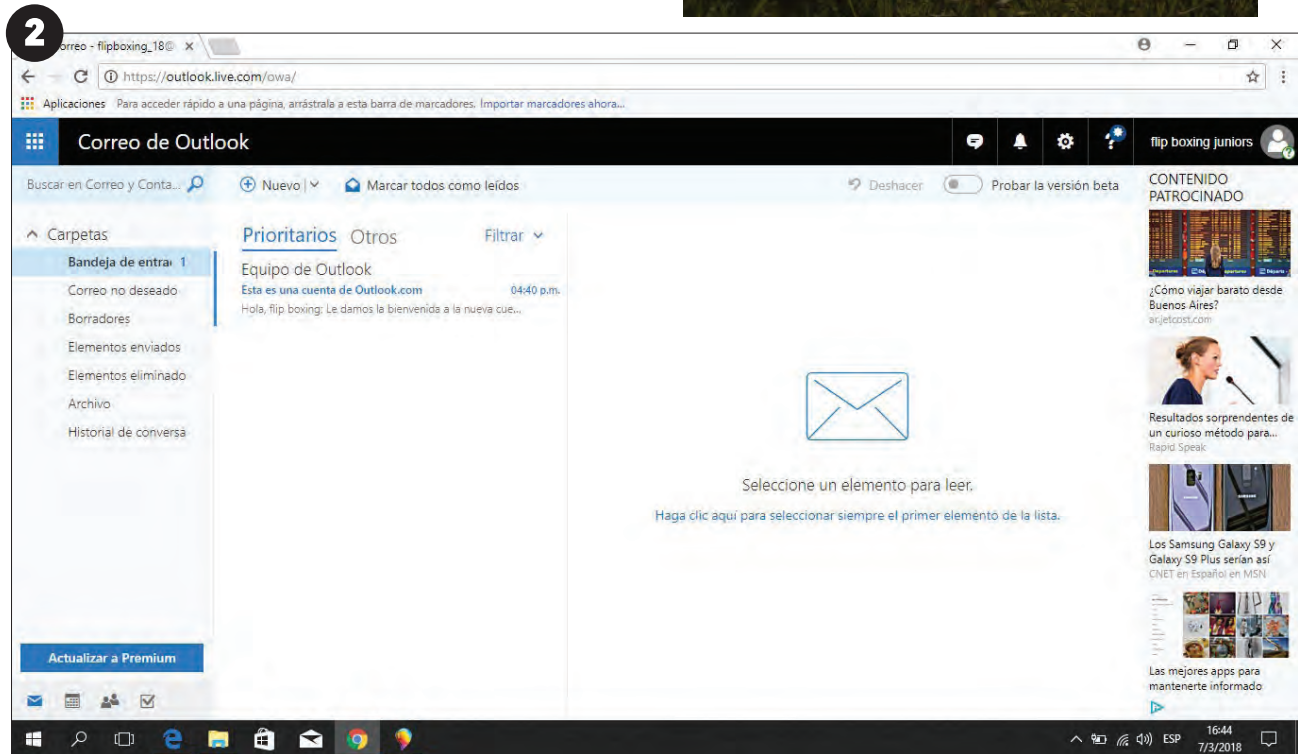 2
orreo - flipboxing_18@
https://outlook.live.com/owa/
Aplicaciones Para acceder rápido a una página, arrástrala a esta barra de marcadores. Importar marcadores ahora...
Correo de Outlook
flip boxing juniors
Buscar en Correo y Conta...
Nuevo
Marcar todos como leídos
Deshacer
Probar la versión beta
Carpetas
Bandeja de entrai 1
Correo no deseado
Borradores
Elementos enviados
Elementos eliminado
Archivo
Historial de conversa
Actualizar a Premium
Prioritarios Otros Filtrar
Equipo de Outlook
Esta es una cuenta de Outlook.com 04:40 p.m.
Hola, flip boxing: Le damos la bienvenida a la nueva cue...
Seleccione un elemento para leer.
Haga clic aquí para seleccionar siempre el primer elemento de la lista.
CONTENIDO
PATROCINADO
¿Cómo viajar barato desde
Buenos Aires?
ar.jetcost.com
Resultados sorprendentes de
un curioso método para...
Rapid Speak
Los Samsung Galaxy S9 y
Galaxy S9 Plus serían así
CNET en Español en MSN
Las mejores apps para
mantenerte informado
ESP
16:44
7/3/2018